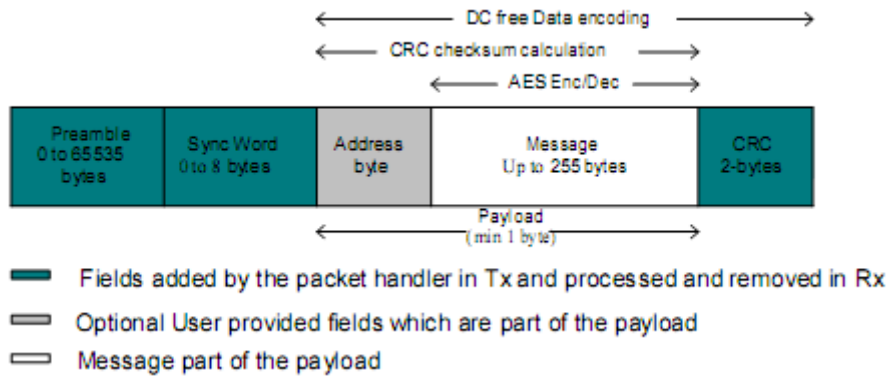 DC free Data encoding
CRC checksum calculation
AES Enc/Dec
Preamble
0 to 65535
bytes
Sync Word
0 to 8 bytes
Address
byte
Message
Up to 255 bytes
CRC
2-bytes
Payload
(min 1 byte)
Fields added by the packet handler in Tx and processed and removed in Rx
Optional User provided fields which are part of the payload
Message part of the payload